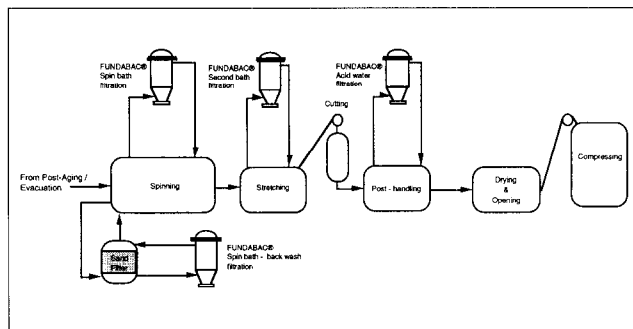 FUNDABAC®
Spin bath
filtration
FUNDABAC®
Second bath
filtration
FUNDABAC®
Acid water
filtration
Cutting
From Post-Aging /
Evacuation
Spinning
Stretching
Post - handling
Drying
&
Opening
Compressing
Sand
Filter
FUNDABAC®
Spin bath - back wash
filtration